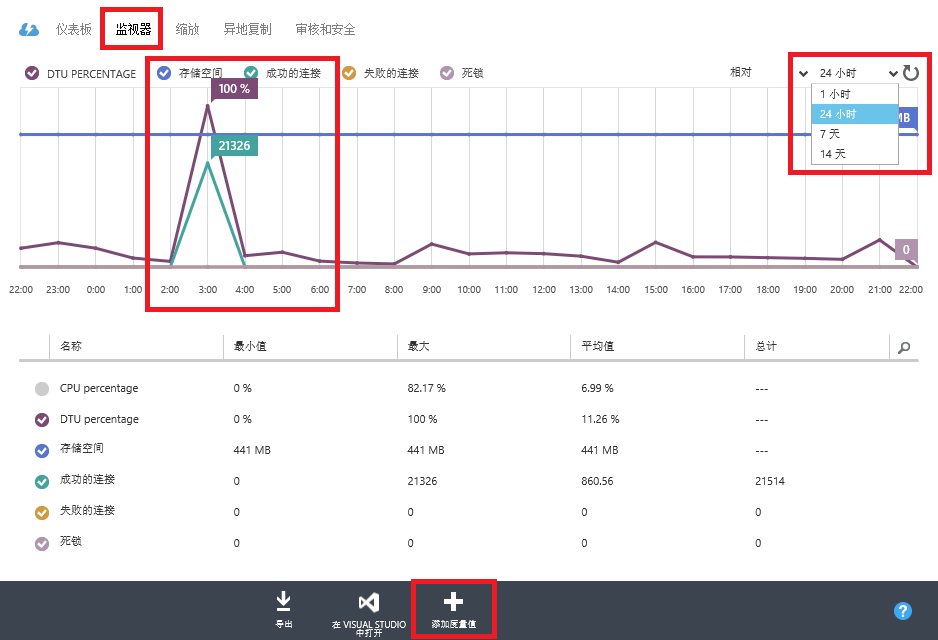 仪表板 监视器 缩放 异地复制 审核和安全
DTU PERCENTAGE 存储空间 成功的连接 失败的连接 死锁 相对 24 小时
1 小时
24 小时
7 天
14 天
MB
100 %
21326
0
22:00 23:00 0:00 1:00 2:00 3:00 4:00 5:00 6:00 7:00 8:00 9:00 10:00 11:00 12:00 13:00 14:00 15:00 16:00 17:00 18:00 19:00 20:00 21:00 22:00
名称 最小值 最大 平均值 总计
CPU percentage 0 % 82.17 % 6.99 % ---
DTU percentage 0 % 100 % 11.26 % ---
存储空间 441 MB 441 MB 441 MB ---
成功的连接 0 21326 860.56 21514
失败的连接 0 0 0 0
死锁 0 0 0 0
导出
在 VISUAL STUDIO
中打开
添加度量值
?